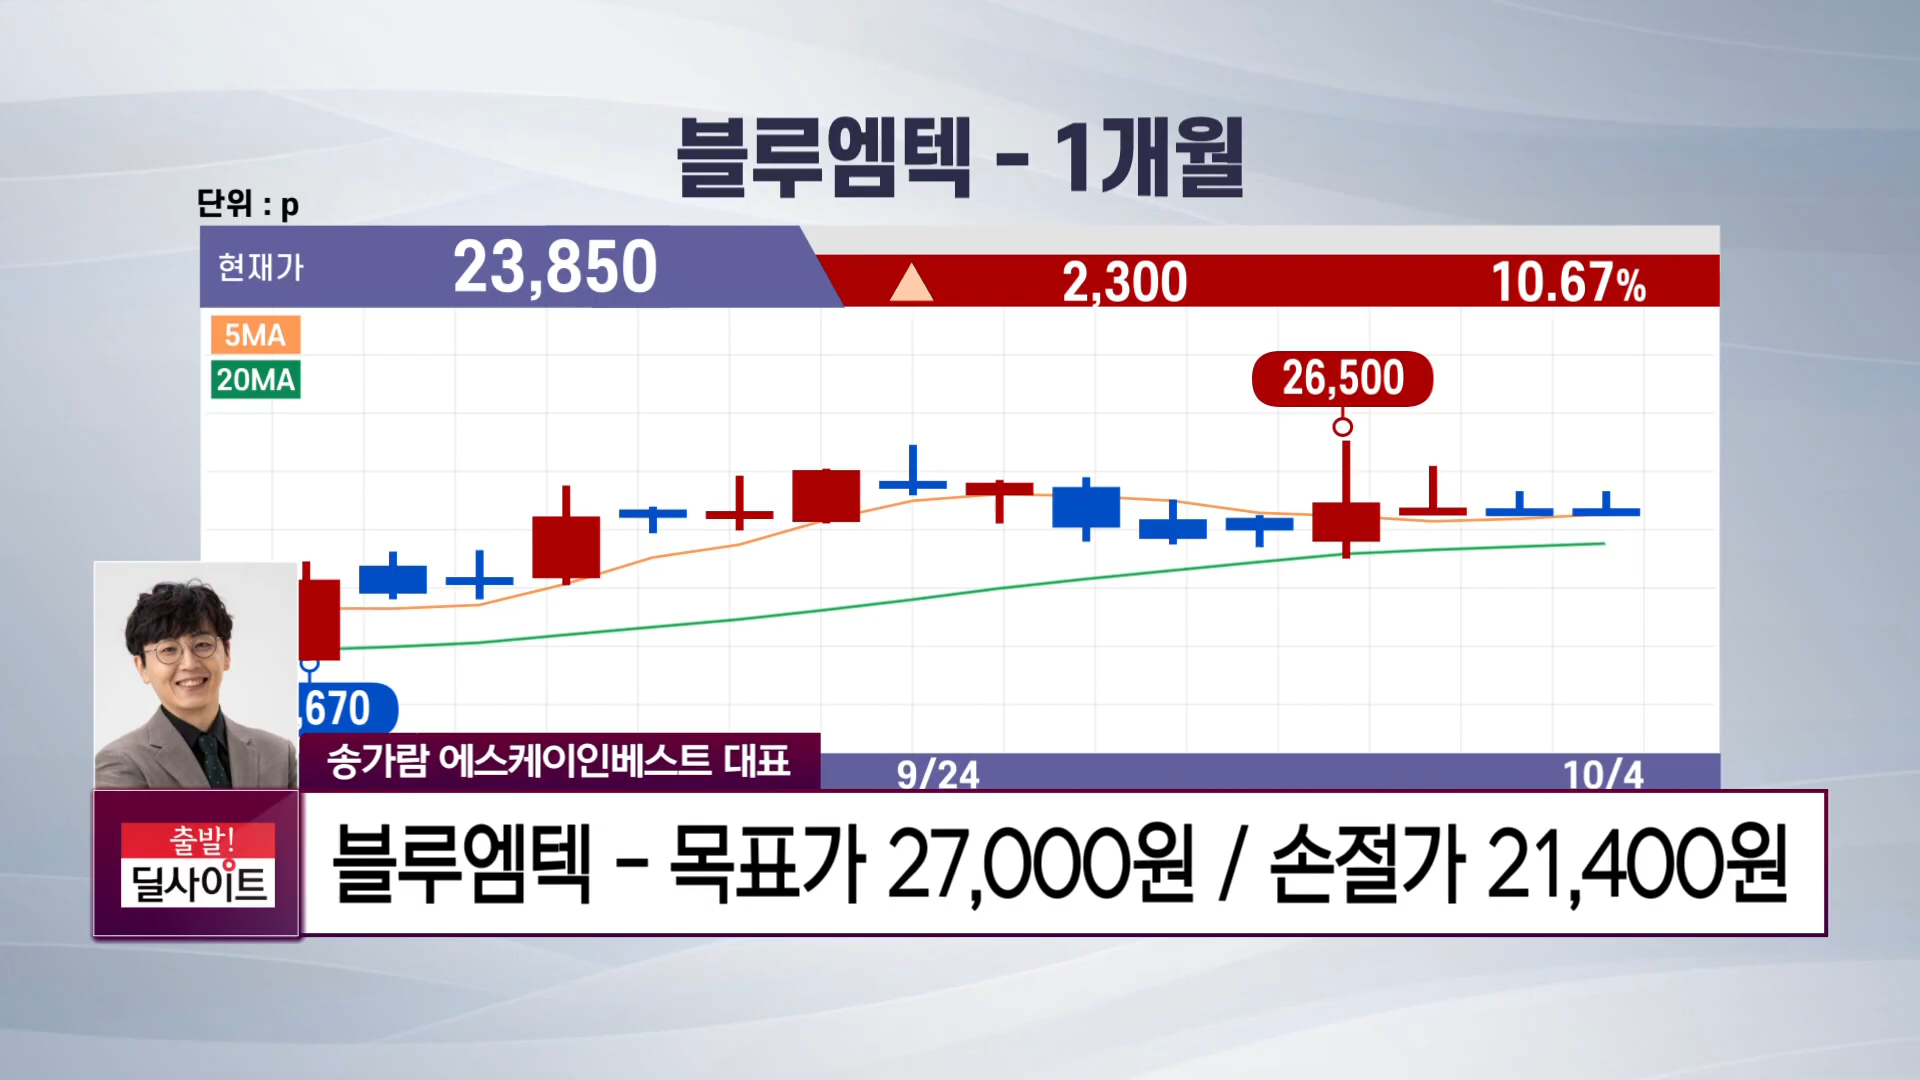 블루엠텍 - 1개월
단위 : p
현재가 23,850 ▲ 2,300 10.67%
5MA
20MA
26,500
,670
송가람 에스케이인베스트 대표
9/24 10/4
출발!
딜사이트
블루엠텍 - 목표가 27,000원 / 손절가 21,400원